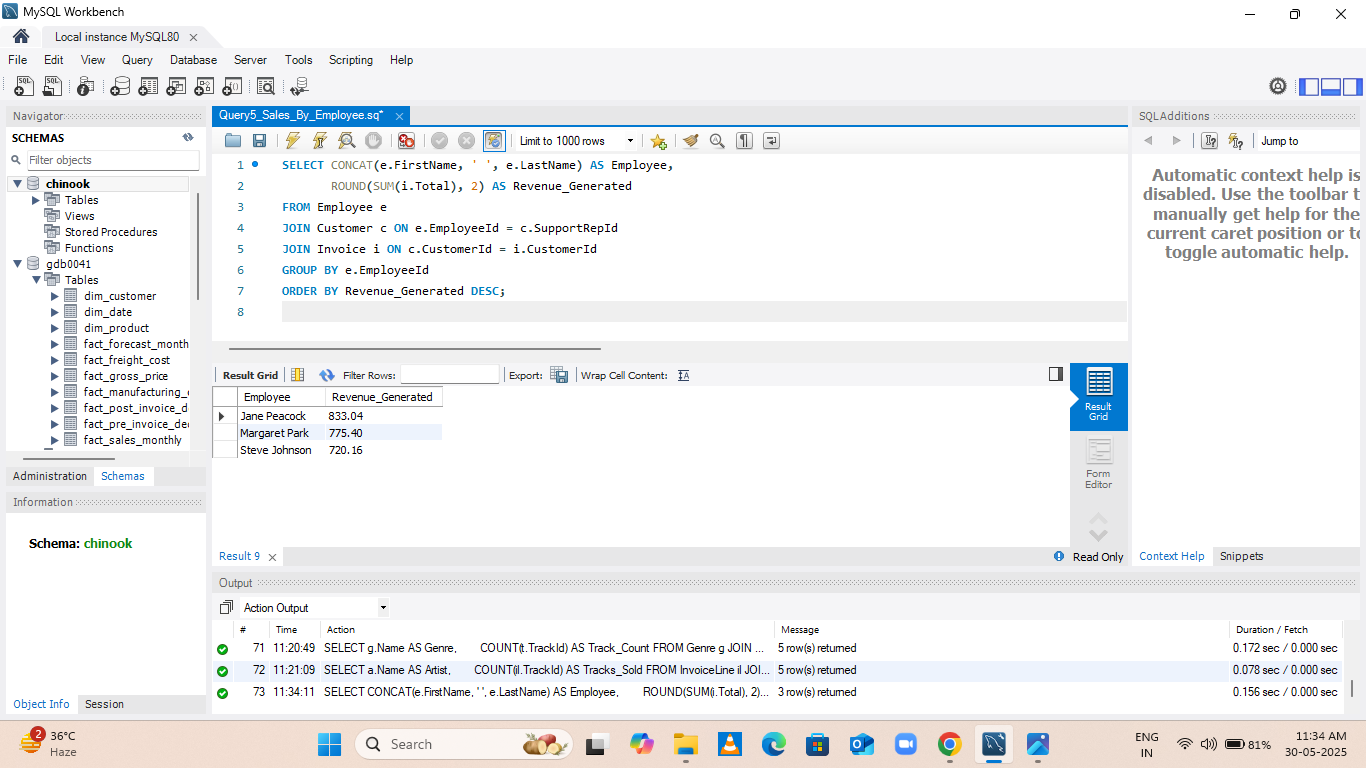 MySQL Workbench
Local instance MySQL80
File Edit View Query Database Server Tools Scripting Help
Navigator
SCHEMAS
Filter objects
chinook
Tables
Views
Stored Procedures
Functions
gdb0041
Tables
dim_customer
dim_date
dim_product
fact_forecast_month
fact_freight_cost
fact_gross_price
fact_manufacturing_
fact_post_invoice_d
fact_pre_invoice_de
fact_sales_monthly
Administration Schemas
Information
Schema: chinook
Object Info Session
Query5_Sales_By_Employee.sq*
Limit to 1000 rows
1 SELECT CONCAT(e.FirstName, ' ', e.LastName) AS Employee,
2 ROUND(SUM(i.Total), 2) AS Revenue_Generated
3 FROM Employee e
4 JOIN Customer c ON e.EmployeeId = c.SupportRepId
5 JOIN Invoice i ON c.CustomerId = i.CustomerId
6 GROUP BY e.EmployeeId
7 ORDER BY Revenue_Generated DESC;
8
Result Grid Filter Rows: Export: Wrap Cell Content:
Employee Revenue_Generated
Jane Peacock 833.04
Margaret Park 775.40
Steve Johnson 720.16
Result
Grid
Form
Editor
Result 9
Read Only
SQLAdditions
Jump to
Automatic context help is
disabled. Use the toolbar t
manually get help for the
current caret position or to
toggle automatic help.
Context Help Snippets
Output
Action Output
# Time Action Message Duration / Fetch
71 11:20:49 SELECT g.Name AS Genre, COUNT(t.TrackId) AS Track_Count FROM Genre g JOIN ... 5 row(s) returned 0.172 sec / 0.000 sec
72 11:21:09 SELECT a.Name AS Artist, COUNT(il.TrackId) AS Tracks_Sold FROM InvoiceLine il JOI... 5 row(s) returned 0.078 sec / 0.000 sec
73 11:34:11 SELECT CONCAT(e.FirstName, ' ', e.LastName) AS Employee, ROUND(SUM(i.Total), 2)... 3 row(s) returned 0.156 sec / 0.000 sec
2
36°C
Haze
Search
ENG
IN
81%
11:34 AM
30-05-2025